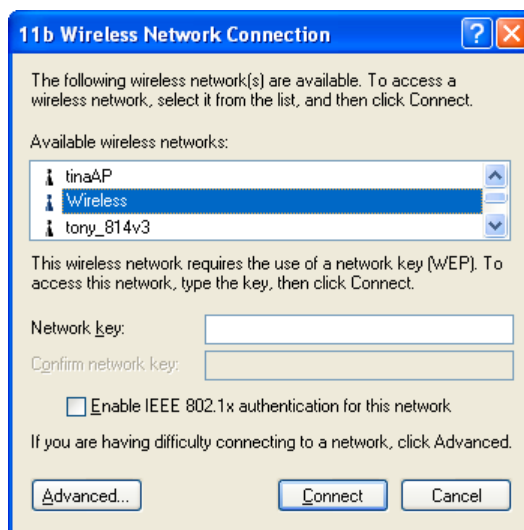 11b Wireless Network Connection
The following wireless network(s) are available. To access a
wireless network, select it from the list, and then click Connect.
Available wireless networks:
tinaAP
Wireless
tony_814v3
This wireless network requires the use of a network key (WEP). To
access this network, type the key, then click Connect.
Network key:
Confirm network key:
Enable IEEE 802.1x authentication for this network
If you are having difficulty connecting to a network, click Advanced.
Advanced... Connect Cancel